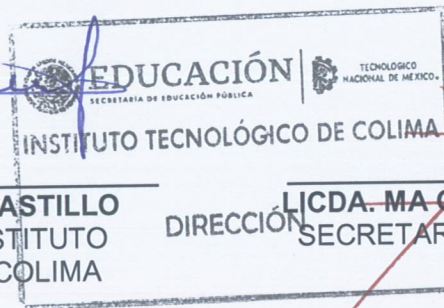 EDUCACIÓN
SECRETARÍA DE EDUCACIÓN PÚBLICA
TECNOLÓGICO
NACIONAL DE MÉXICO®
INSTITUTO TECNOLÓGICO DE COLIMA
ASTILLO
STITUTO
COLIMA
DIRECCIÓN
LICDA. MA
SECRETAR